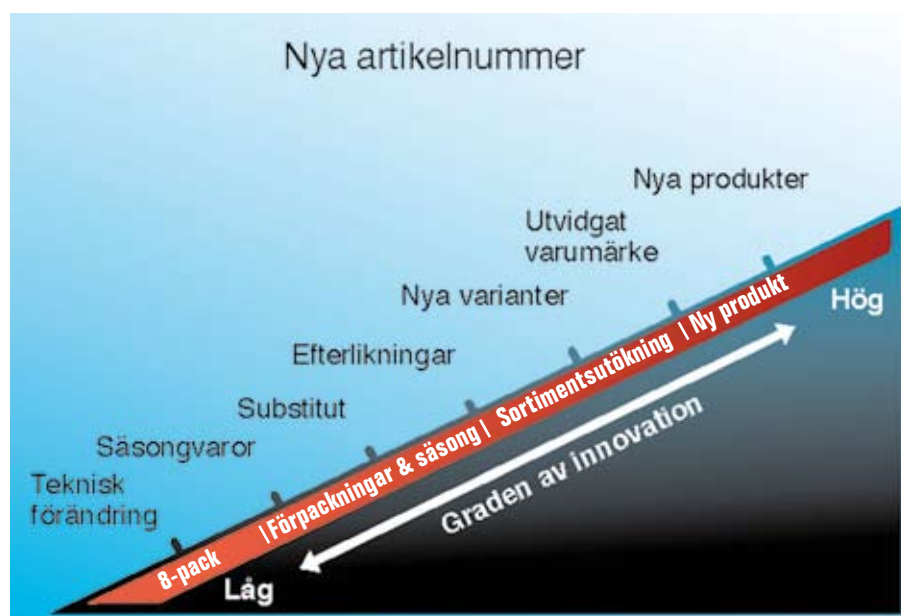 Nya artikelnummer
Nya produkter
Utvidgat
varumärke
Nya varianter
Efterlikningar
Substitut
Säsongvaror
Teknisk
förändring
8-pack | Förpackningar & säsong | Sortimentsutökning | Ny produkt
Hög
Graden av innovation
Låg